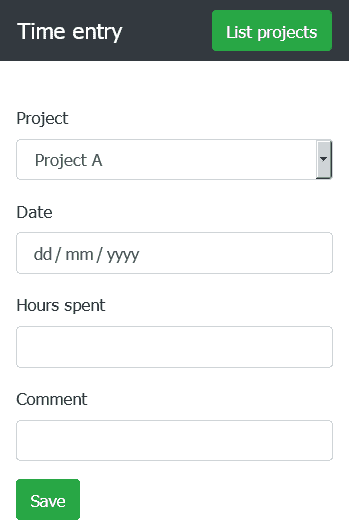 Time entry
List projects
Project
Project A
Date
dd / mm / yyyy
Hours spent
Comment
Save